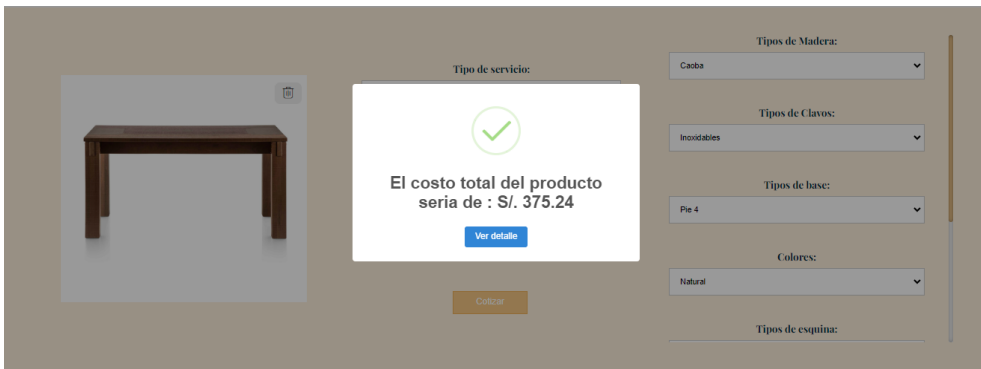 Tipo de servicio:
El costo total del producto
seria de : S/. 375.24
Ver detalle
Cotizar
Tipos de Madera:
Caoba
Tipos de Clavos:
Inoxidables
Tipos de base:
Pie 4
Colores:
Natural
Tipos de esquina: